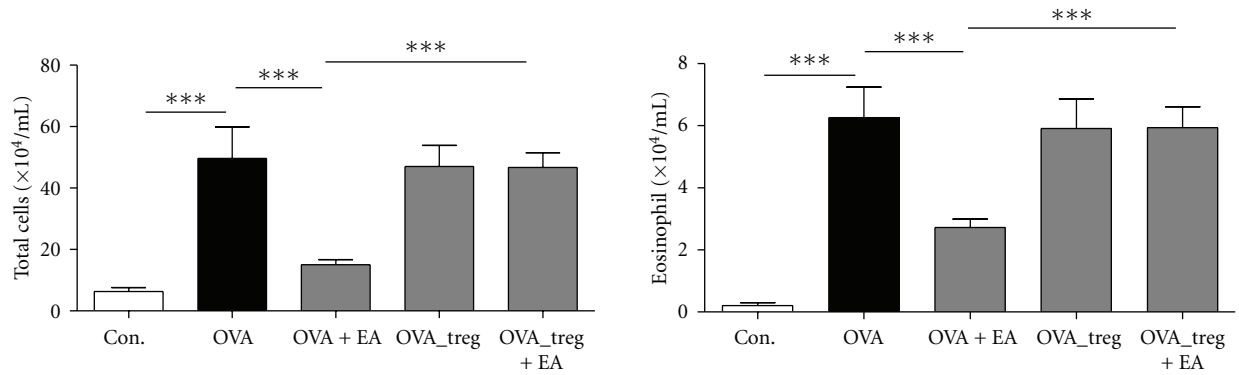 Total cells (×10⁴/mL)
80
60
40
20
0
***
***
***
Con.
OVA
OVA + EA
OVA_treg
OVA_treg
+ EA
Eosinophil (×10⁴/mL)
8
6
4
2
0
***
***
***
Con.
OVA
OVA + EA
OVA_treg
OVA_treg
+ EA